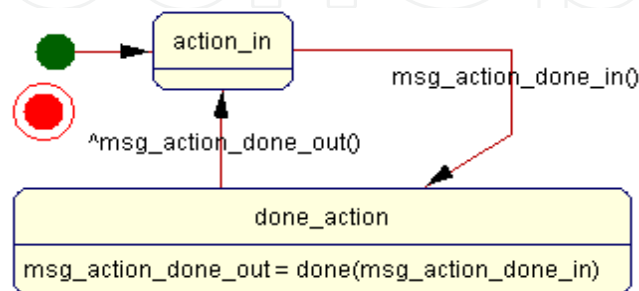 action_in
msg_action_done_in()
^msg_action_done_out()
done_action
msg_action_done_out = done(msg_action_done_in)